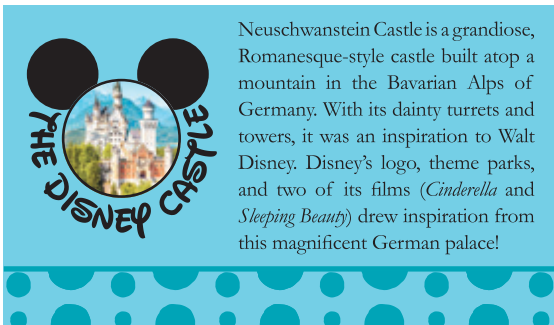 THE DISNEY CASTLE
Neuschwanstein Castle is a grandiose,
Romanesque-style castle built atop a
mountain in the Bavarian Alps of
Germany. With its dainty turrets and
towers, it was an inspiration to Walt
Disney. Disney’s logo, theme parks,
and two of its films (Cinderella and
Sleeping Beauty) drew inspiration from
this magnificent German palace!